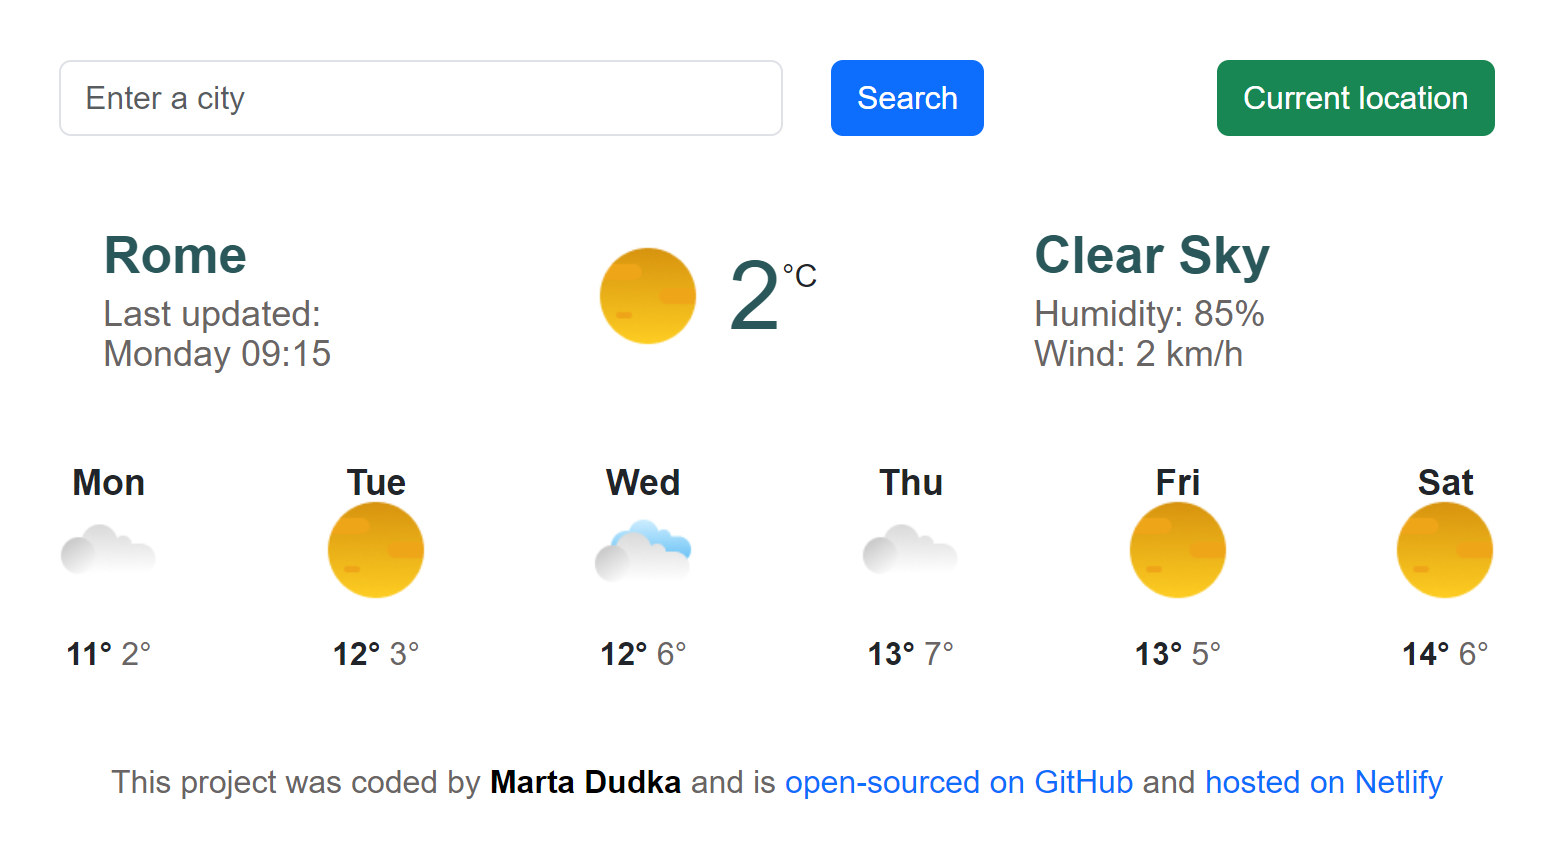 Enter a city
Search
Current location
Rome
Last updated:
Monday 09:15
2°C
Clear Sky
Humidity: 85%
Wind: 2 km/h
Mon
Tue
Wed
Thu
Fri
Sat
11° 2°
12° 3°
12° 6°
13° 7°
13° 5°
14° 6°
This project was coded by Marta Dudka and is open-sourced on GitHub and hosted on Netlify